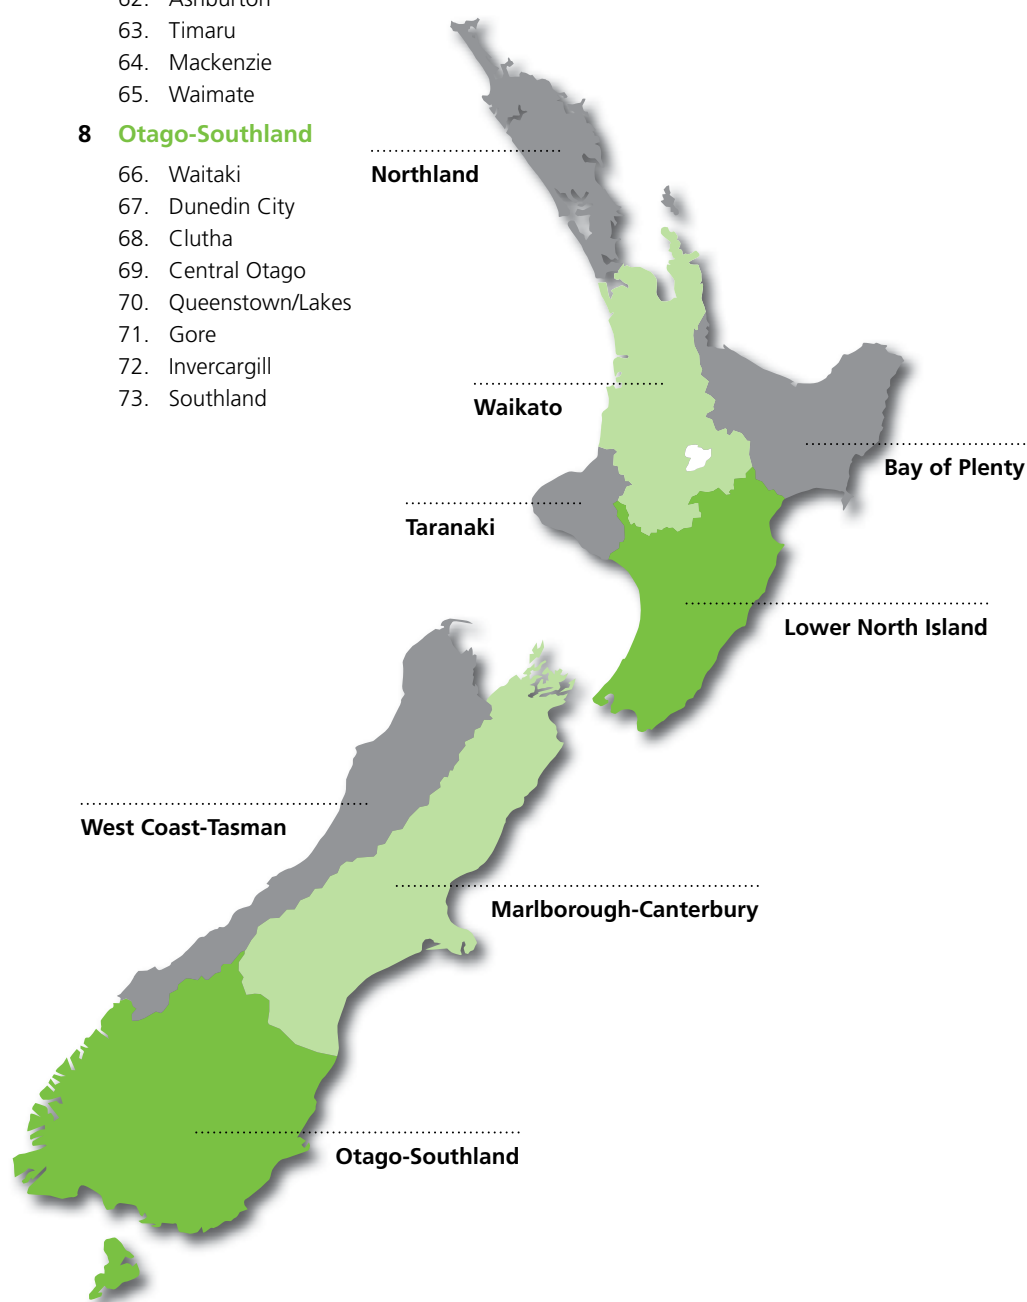 62. Ashburton
63. Timaru
64. Mackenzie
65. Waimate
8 Otago-Southland
66. Waitaki
67. Dunedin City
68. Clutha
69. Central Otago
70. Queenstown/Lakes
71. Gore
72. Invercargill
73. Southland
Northland
Waikato
Bay of Plenty
Taranaki
Lower North Island
West Coast-Tasman
Marlborough-Canterbury
Otago-Southland